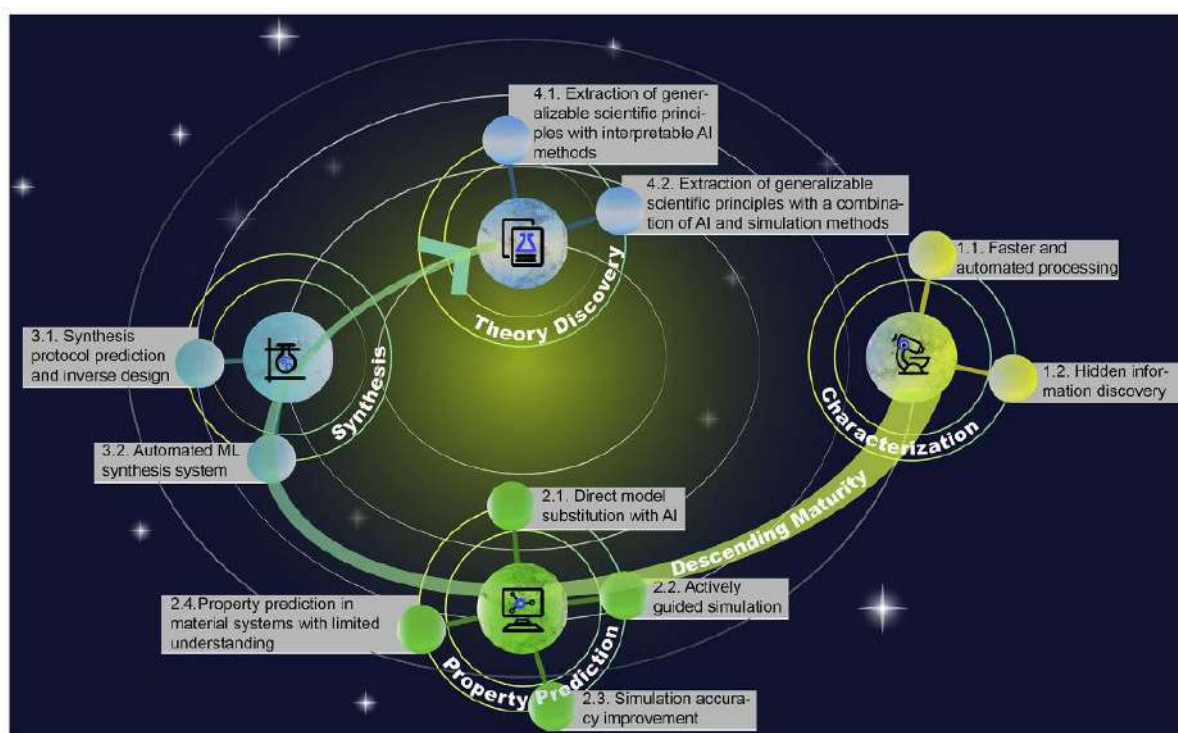 4.1. Extraction of gener-
alizable scientific princi-
ples with interpretable AI
methods
4.2. Extraction of generalizable
scientific principles with a combina-
tion of AI and simulation methods
Theory Discovery
1.1. Faster and
automated processing
1.2. Hidden infor-
mation discovery
Characterization
3.1. Synthesis
protocol prediction
and inverse design
Synthesis
3.2. Automated ML
synthesis system
Descending Maturity
2.1. Direct model
substitution with AI
2.2. Actively
guided simulation
2.4.Property prediction in
material systems with limited
understanding
Property Prediction
2.3. Simulation accura-
cy improvement